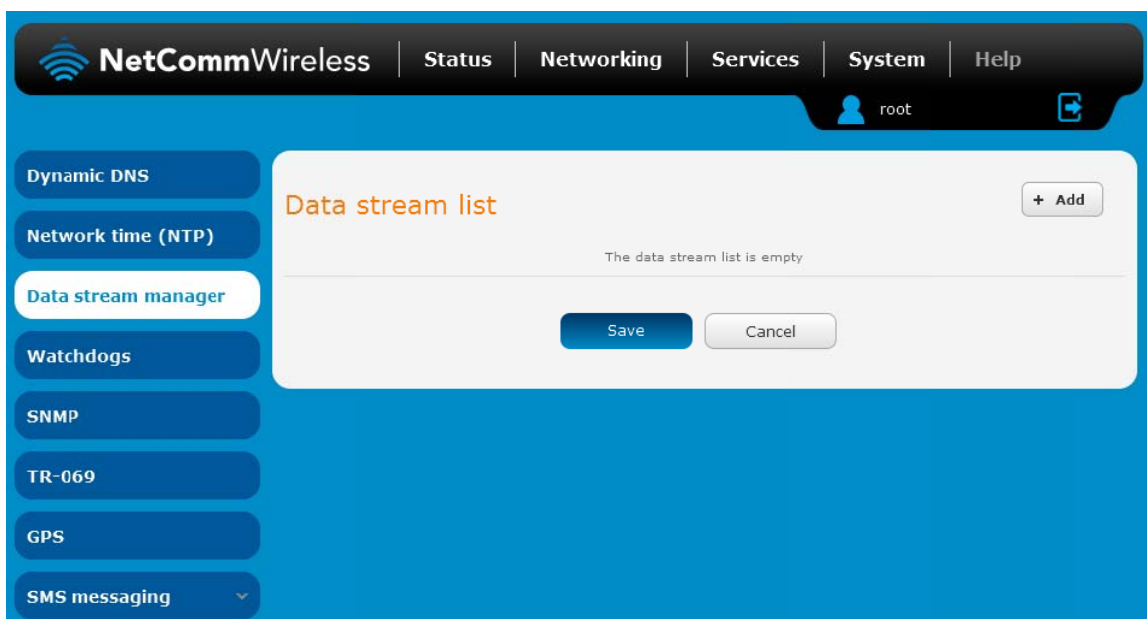 NetCommWireless Status Networking Services System Help
root
Dynamic DNS
Network time (NTP)
Data stream manager
Watchdogs
SNMP
TR-069
GPS
SMS messaging
Data stream list
+ Add
The data stream list is empty
Save Cancel